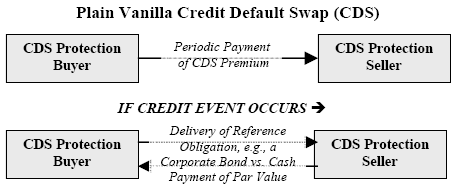 Plain Vanilla Credit Default Swap (CDS)
CDS Protection
Buyer
Periodic Payment
of CDS Premium
CDS Protection
Seller
IF CREDIT EVENT OCCURS →
CDS Protection
Buyer
Delivery of Reference
Obligation, e.g., a
Corporate Bond vs. Cash
Payment of Par Value
CDS Protection
Seller